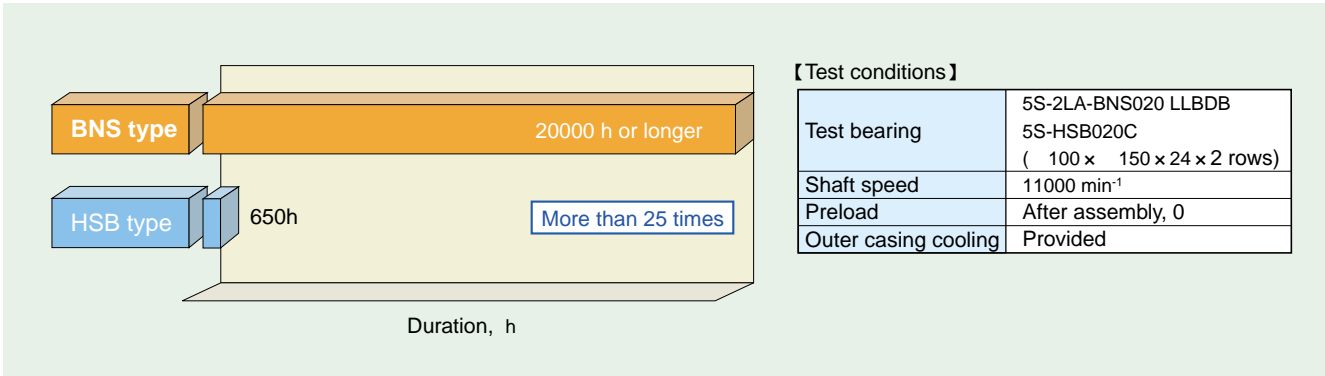 BNS type
20000 h or longer
HSB type
650h
More than 25 times
Duration, h
【Test conditions】
Test bearing
5S-2LA-BNS020 LLBDB
5S-HSB020C
( 100 × 150 × 24 × 2 rows)
Shaft speed
11000 min⁻¹
Preload
After assembly, 0
Outer casing cooling
Provided